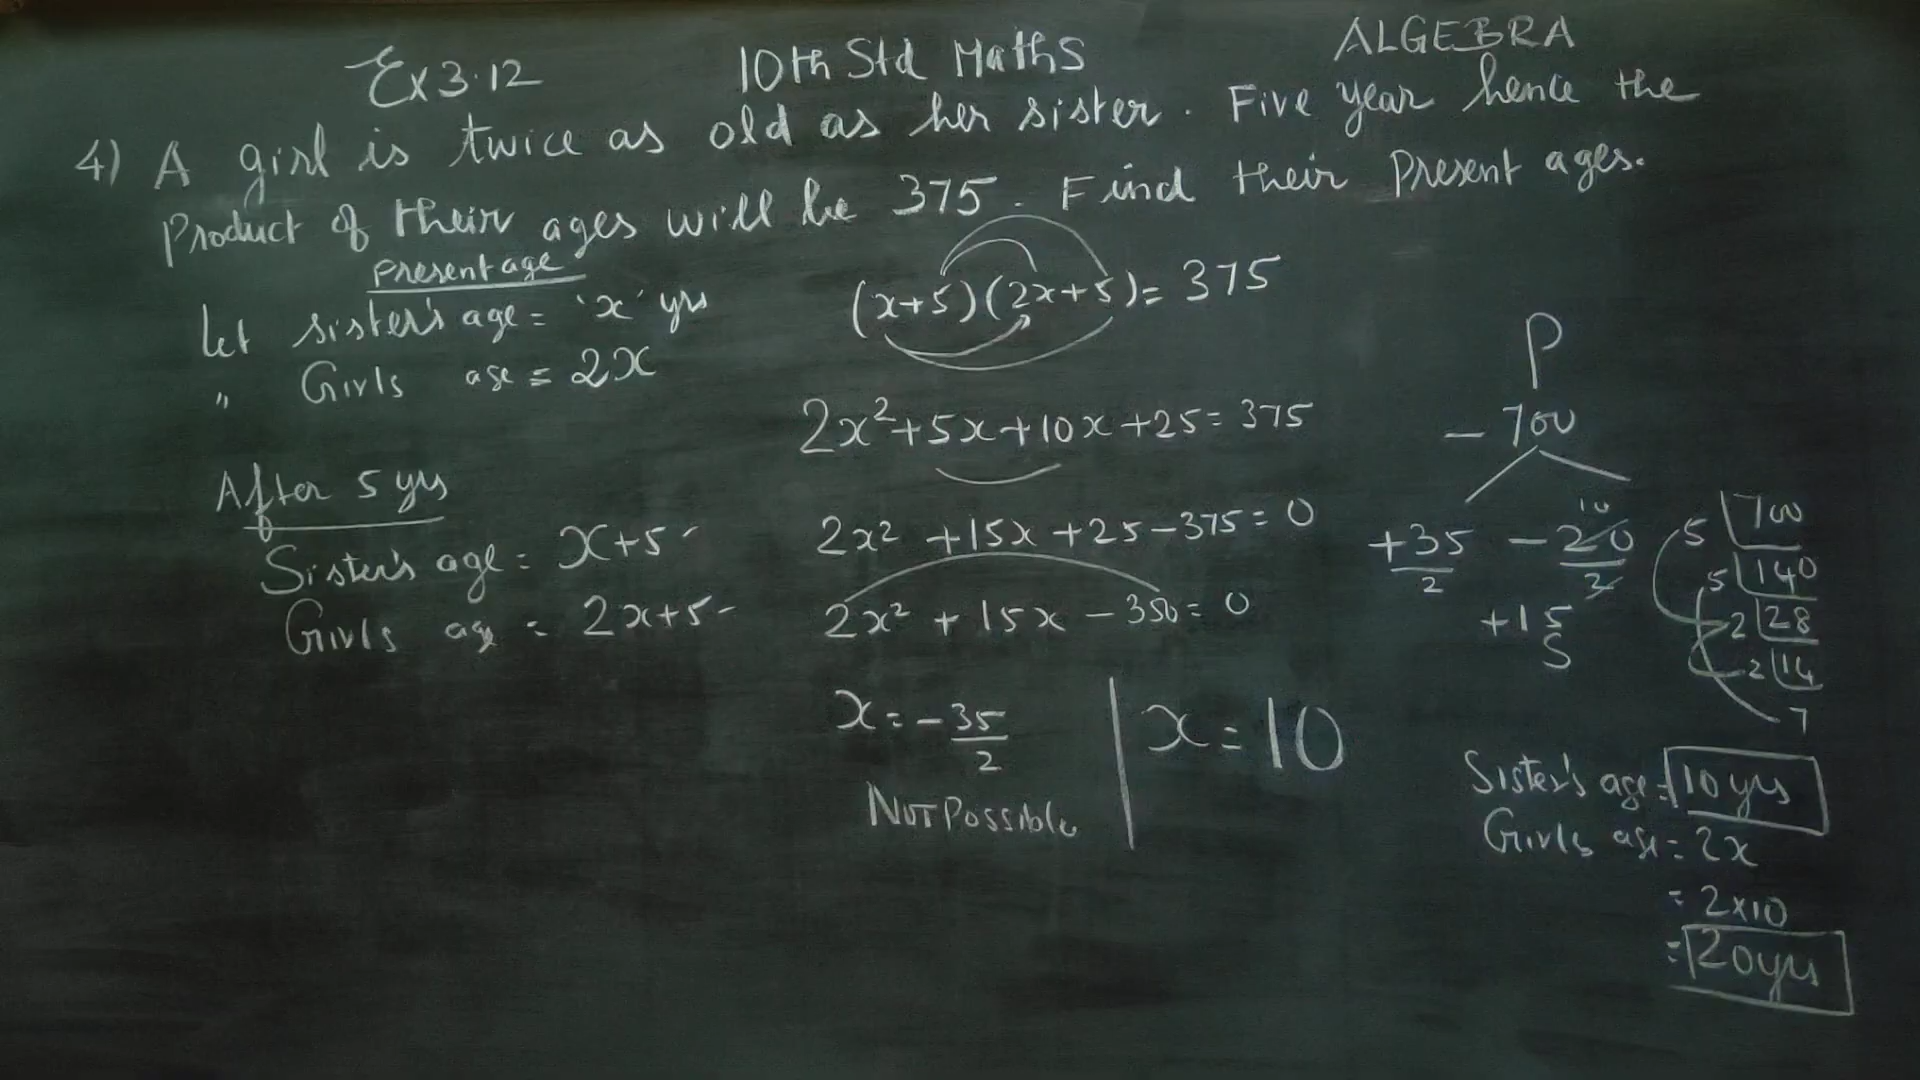 Ex 3.12 10th Std Maths ALGEBRA
4) A girl is twice as old as her sister. Five year hence the
Product of their ages will be 375. Find their Present ages.
Present age
Let sister's age = 'x' yrs
" Girls age = 2x
After 5 yrs
Sister's age = x+5
Girls age = 2x+5
(x+5)(2x+5) = 375
2x²+5x+10x+25 = 375
2x² +15x +25-375 = 0
2x² + 15x - 350 = 0
x = -35/2
Not Possible
x = 10
P
- 700
+35/2 - 20/2
10
+15
S
5 | 700
5 | 140
2 | 28
2 | 14
7
Sister's age = 10 yrs
Girls age = 2x
= 2×10
= 20 yrs